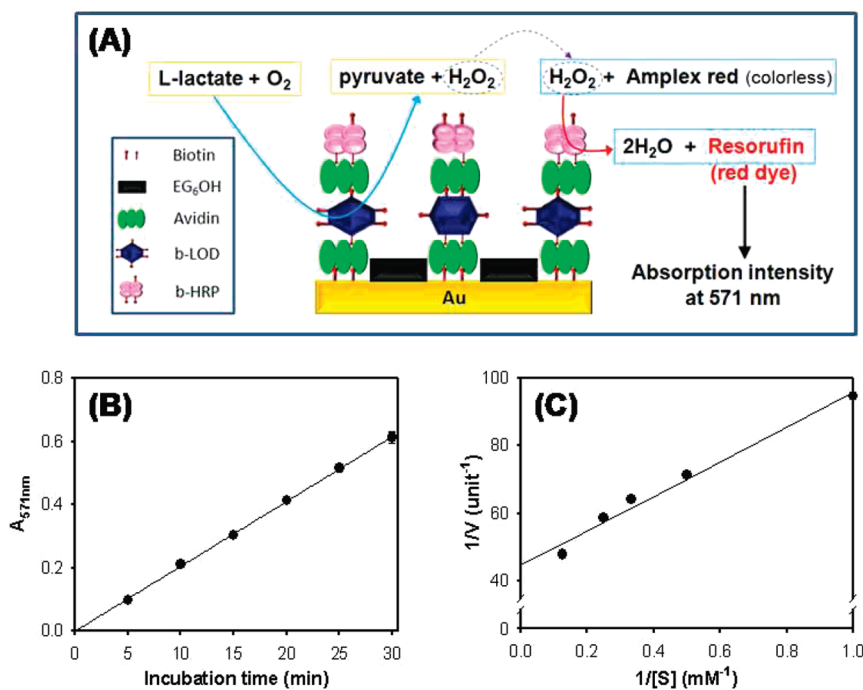 (A)
L-lactate + O₂
pyruvate + H₂O₂
H₂O₂ + Amplex red (colorless)
2H₂O + Resorufin
(red dye)
Biotin
EG₆OH
Avidin
b-LOD
b-HRP
Au
Absorption intensity
at 571 nm
(B)
A571nm
0.8
0.6
0.4
0.2
0.0
0 5 10 15 20 25 30
Incubation time (min)
(C)
1/V (unit⁻¹)
100
80
60
40
0
0.0 0.2 0.4 0.6 0.8 1.0
1/[S] (mM⁻¹)